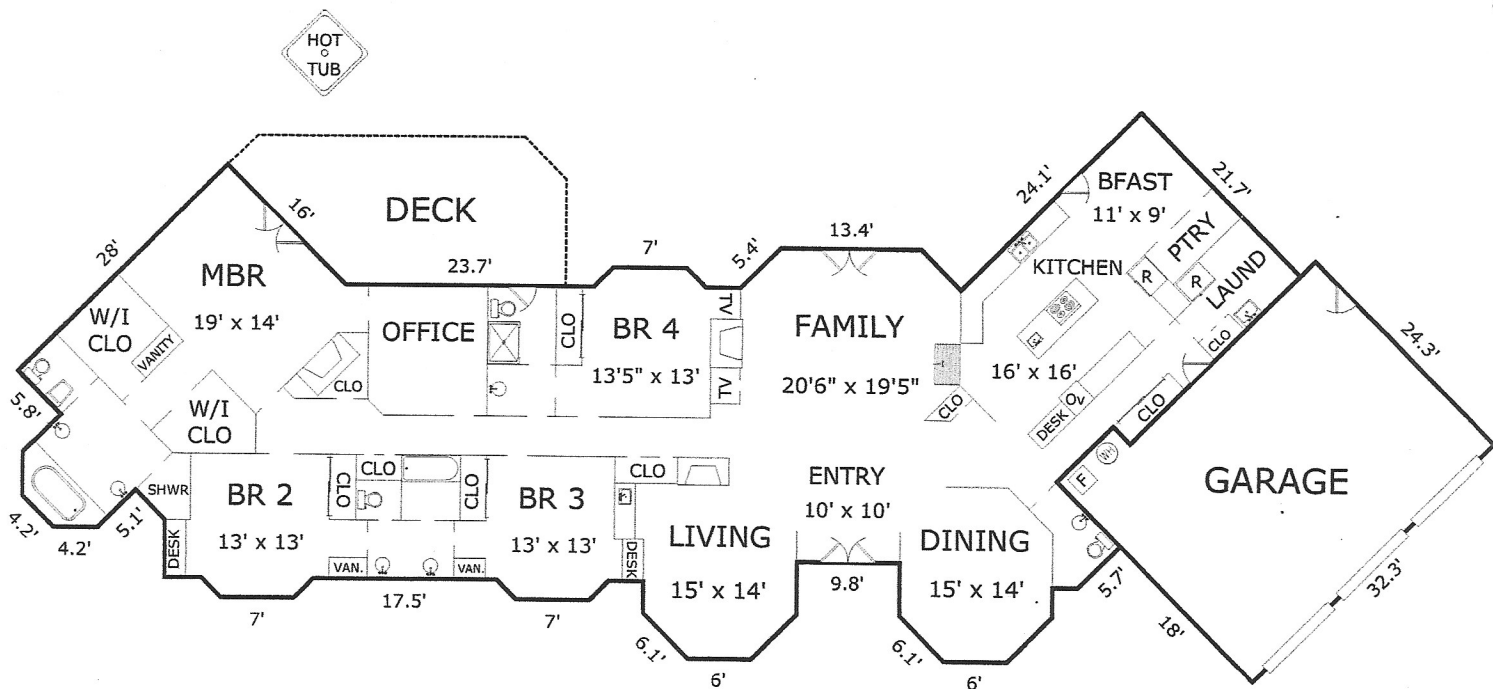 HOT
TUB
DECK
16'
28'
23.7'
7'
5.4'
13.4'
24.1'
21.7'
BFAST
11' x 9'
PTRY
KITCHEN
R
R
LAUND
MBR
19' x 14'
W/I
CLO
VANITY
OFFICE
CLO
BR 4
13'5" x 13'
TV
TV
FAMILY
20'6" x 19'5"
16' x 16'
CLO
24.3'
CLO
W/I
CLO
CLO
5.8'
CLO
DESK
OV
GARAGE
WH
F
SHWR
BR 2
13' x 13'
CLO
CLO
CLO
BR 3
13' x 13'
CLO
ENTRY
10' x 10'
LIVING
15' x 14'
DINING
15' x 14'
DESK
VAN.
VAN.
DESK
4.2'
4.2'
5.1'
7'
17.5'
7'
6.1'
6'
9.8'
6.1'
6'
5.7'
18'
32.3'